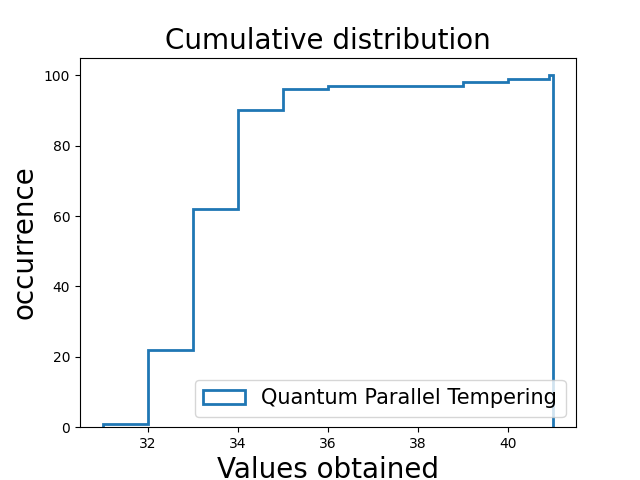 Cumulative distribution
100
80
60
40
20
0
occurrence
Quantum Parallel Tempering
32 34 36 38 40
Values obtained